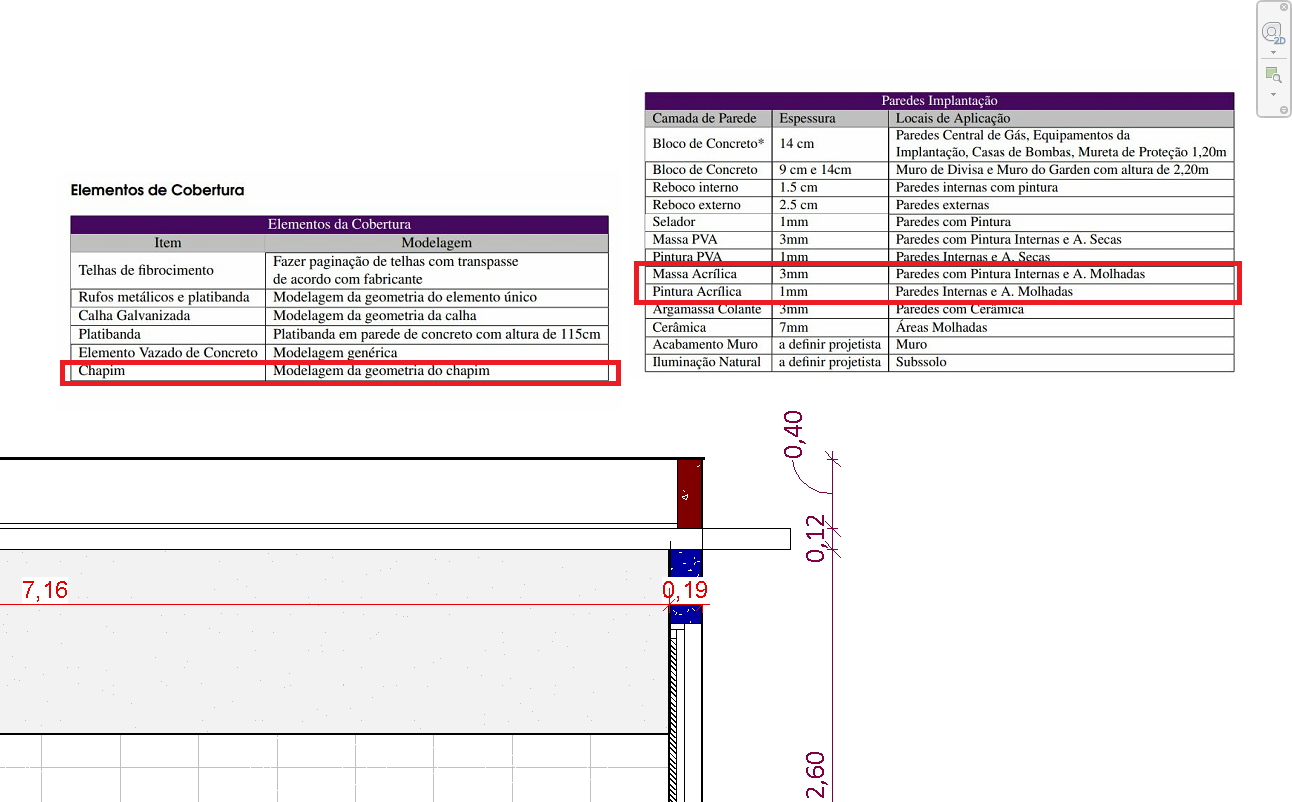 2D
Elementos de Cobertura
Elementos da Cobertura
Item Modelagem
Telhas de fibrocimento Fazer paginação de telhas com transpasse
de acordo com fabricante
Rufos metálicos e platibanda Modelagem da geometria do elemento único
Calha Galvanizada Modelagem da geometria da calha
Platibanda Platibanda em parede de concreto com altura de 115cm
Elemento Vazado de Concreto Modelagem genérica
Chapim Modelagem da geometria do chapim
Paredes Implantação
Camada de Parede Espessura Locais de Aplicação
Bloco de Concreto* 14 cm Paredes Central de Gás, Equipamentos da
Implantação, Casas de Bombas, Mureta de Proteção 1,20m
Bloco de Concreto 9 cm e 14cm Muro de Divisa e Muro do Garden com altura de 2,20m
Reboco interno 1.5 cm Paredes internas com pintura
Reboco externo 2.5 cm Paredes externas
Selador 1mm Paredes com Pintura
Massa PVA 3mm Paredes com Pintura Internas e A. Secas
Pintura PVA 1mm Paredes Internas e A. Secas
Massa Acrílica 3mm Paredes com Pintura Internas e A. Molhadas
Pintura Acrílica 1mm Paredes Internas e A. Molhadas
Argamassa Colante 3mm Paredes com Cerâmica
Cerâmica 7mm Áreas Molhadas
Acabamento Muro a definir projetista Muro
Iluminação Natural a definir projetista Subssolo
0,40
0,12
7,16
0,19
2,60